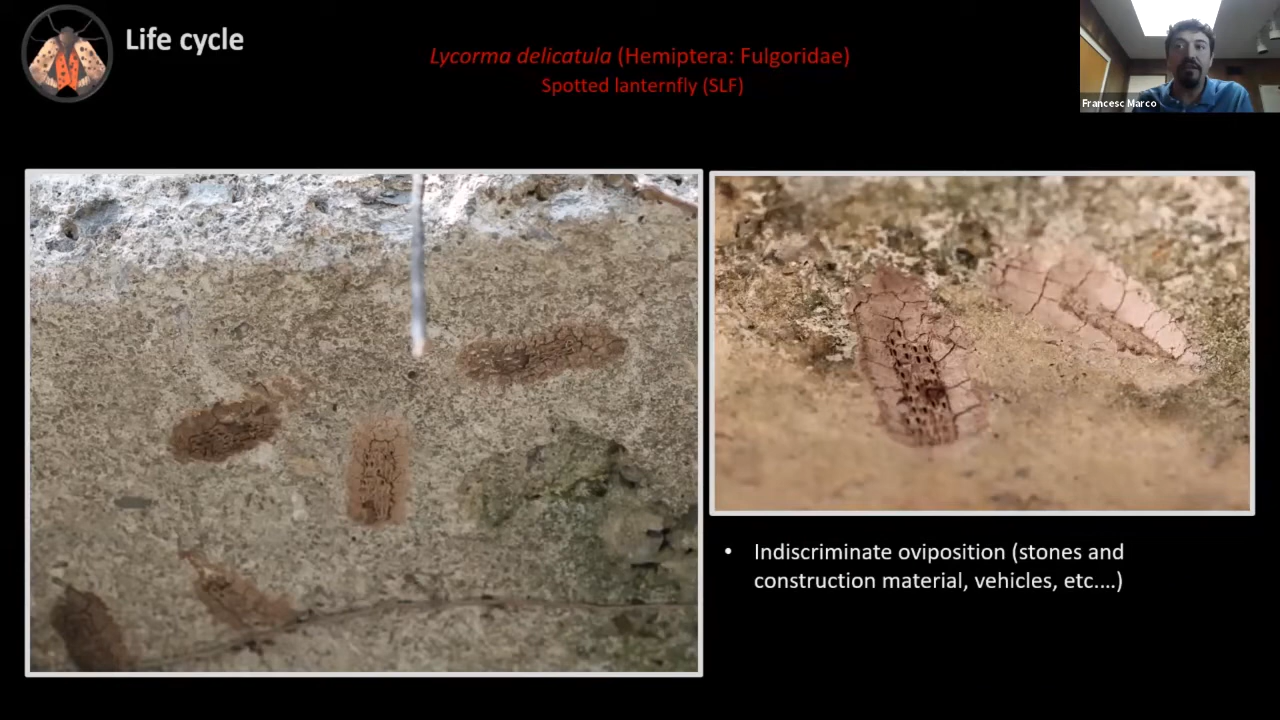 Life cycle
Lycorma delicatula (Hemiptera: Fulgoridae)
Spotted lanternfly (SLF)
Francesc Marco
• Indiscriminate oviposition (stones and
construction material, vehicles, etc....)